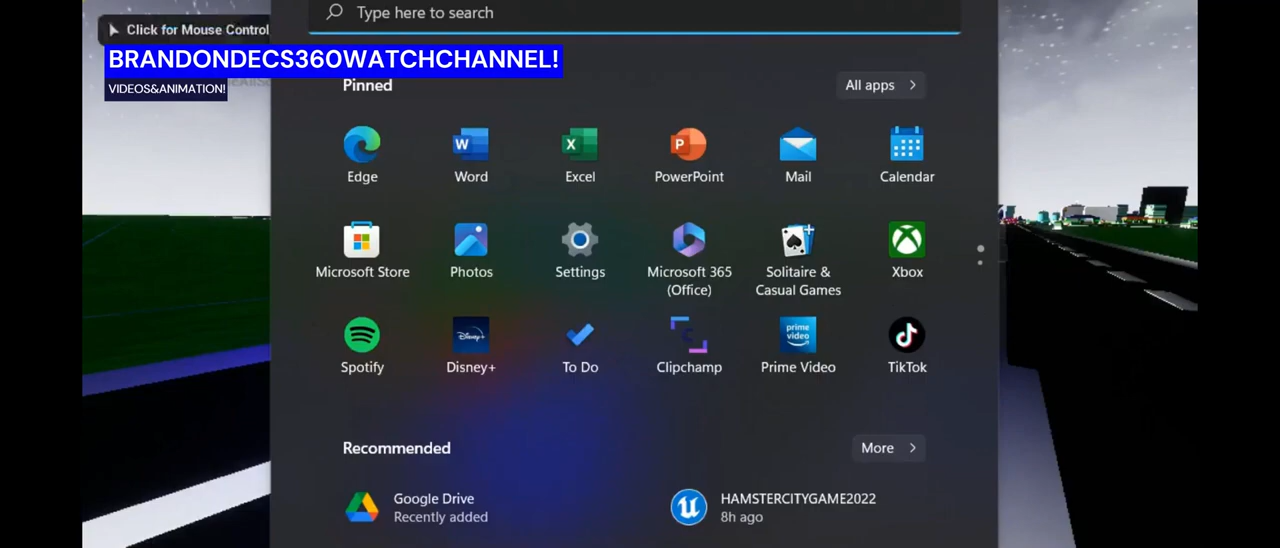 Type here to search
Click for Mouse Control
BRANDONDECS360WATCHCHANNEL!
VIDEOS&ANIMATION!
Pinned
All apps
Edge
Word
Excel
PowerPoint
Mail
Calendar
Microsoft Store
Photos
Settings
Microsoft 365
(Office)
Solitaire &
Casual Games
Xbox
Spotify
Disney+
To Do
Clipchamp
prime
video
Prime Video
TikTok
Recommended
More
Google Drive
Recently added
HAMSTERCITYGAME2022
8h ago